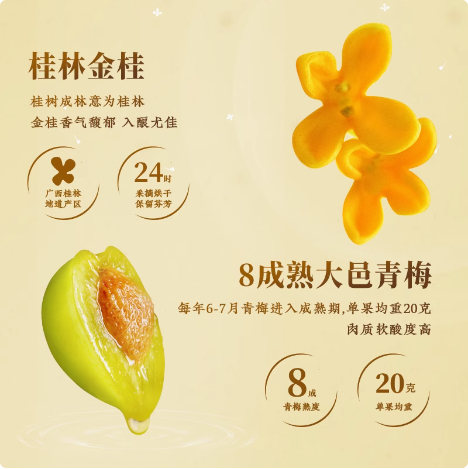 桂林金桂
桂树成林意为桂林
金桂香气馥郁 入酿尤佳
广西桂林
地道产区
24时
采摘烘干
保留芬芳
8成熟大邑青梅
每年6-7月青梅进入成熟期,单果均重20克
肉质软酸度高
8成
青梅熟度
20克
单果均重